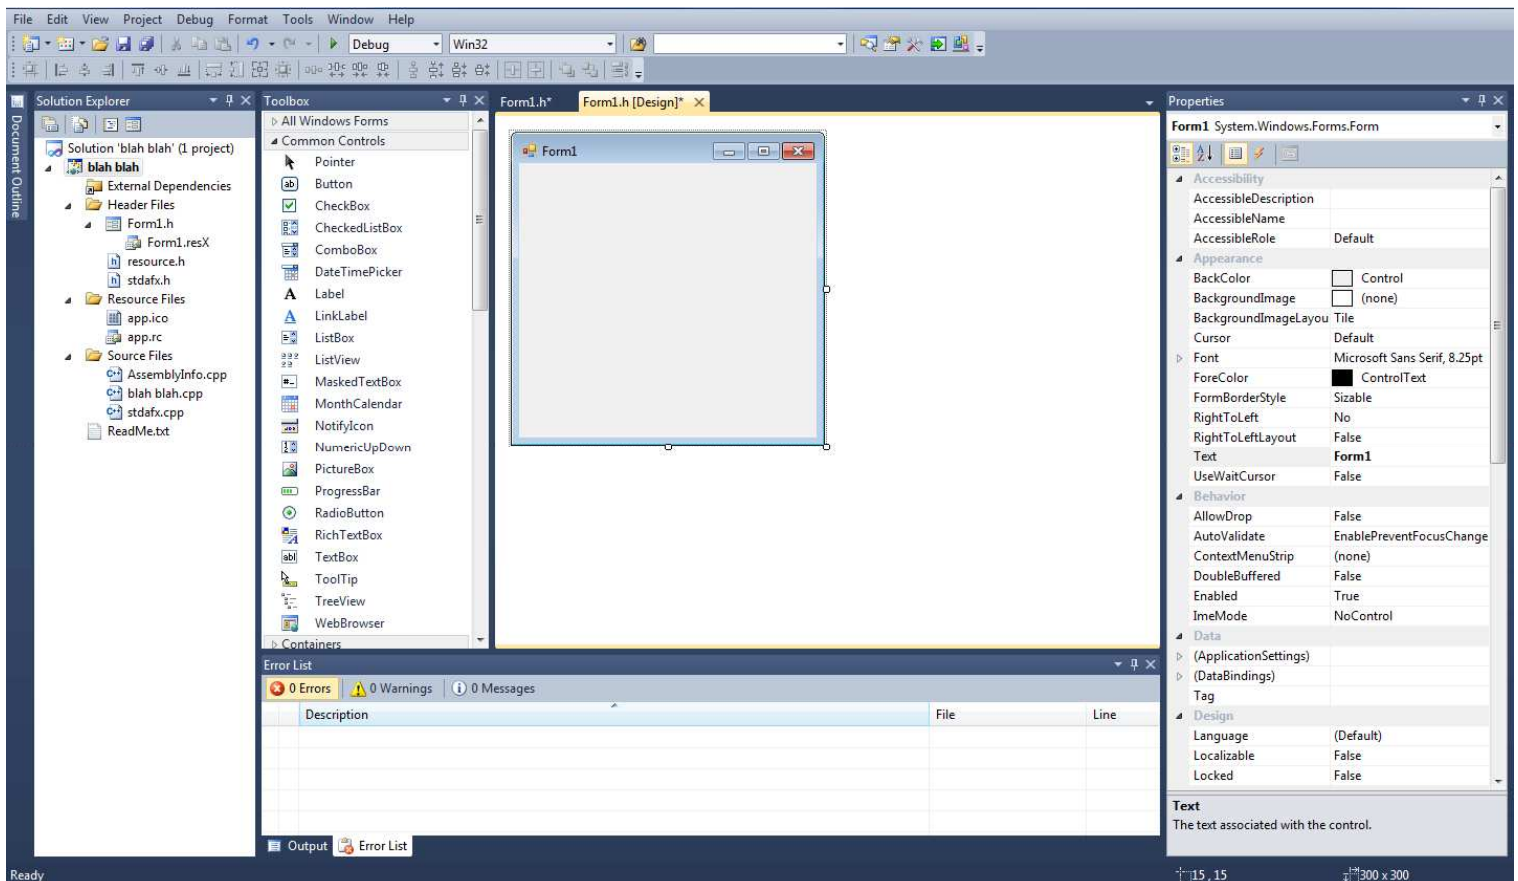 File Edit View Project Debug Format Tools Window Help
Debug Win32
Document Outline
Solution Explorer
Solution 'blah blah' (1 project)
blah blah
External Dependencies
Header Files
Form1.h
Form1.resX
resource.h
stdafx.h
Resource Files
app.ico
app.rc
Source Files
AssemblyInfo.cpp
blah blah.cpp
stdafx.cpp
ReadMe.txt
Toolbox
All Windows Forms
Common Controls
Pointer
Button
CheckBox
CheckedListBox
ComboBox
DateTimePicker
Label
LinkLabel
ListBox
ListView
MaskedTextBox
MonthCalendar
NotifyIcon
NumericUpDown
PictureBox
ProgressBar
RadioButton
RichTextBox
TextBox
ToolTip
TreeView
WebBrowser
Containers
Form1.h* Form1.h [Design]*
Form1
Error List
0 Errors 0 Warnings 0 Messages
Description File Line
Output Error List
Properties
Form1 System.Windows.Forms.Form
Accessibility
AccessibleDescription
AccessibleName
AccessibleRole Default
Appearance
BackColor Control
BackgroundImage (none)
BackgroundImageLayou Tile
Cursor Default
Font Microsoft Sans Serif, 8.25pt
ForeColor ControlText
FormBorderStyle Sizable
RightToLeft No
RightToLeftLayout False
Text Form1
UseWaitCursor False
Behavior
AllowDrop False
AutoValidate EnablePreventFocusChange
ContextMenuStrip (none)
DoubleBuffered False
Enabled True
ImeMode NoControl
Data
(ApplicationSettings)
(DataBindings)
Tag
Design
Language (Default)
Localizable False
Locked False
Text
The text associated with the control.
Ready 15 , 15 300 x 300